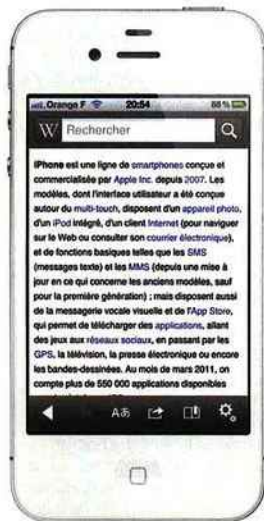 Orange F 20:54 88 %
W Rechercher
iPhone est une ligne de smartphones conçue et
commercialisée par Apple Inc. depuis 2007. Les
modèles, dont l'interface utilisateur a été conçue
autour du multi-touch, disposent d'un appareil photo,
d'un iPod intégré, d'un client Internet (pour naviguer
sur le Web ou consulter son courrier électronique),
et de fonctions basiques telles que les SMS
(messages texte) et les MMS (depuis une mise à
jour en ce qui concerne les anciens modèles, sauf
pour la première génération) ; mais disposent aussi
de la messagerie vocale visuelle et de l'App Store,
qui permet de télécharger des applications, allant
des jeux aux réseaux sociaux, en passant par les
GPS, la télévision, la presse électronique ou encore
les bandes-dessinées. Au mois de mars 2011, on
compte plus de 550 000 applications disponibles
Aあ